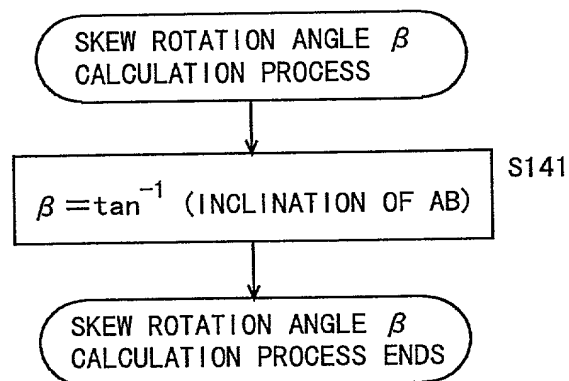 SKEW ROTATION ANGLE β
CALCULATION PROCESS
S141
β=tan⁻¹ (INCLINATION OF AB)
SKEW ROTATION ANGLE β
CALCULATION PROCESS ENDS